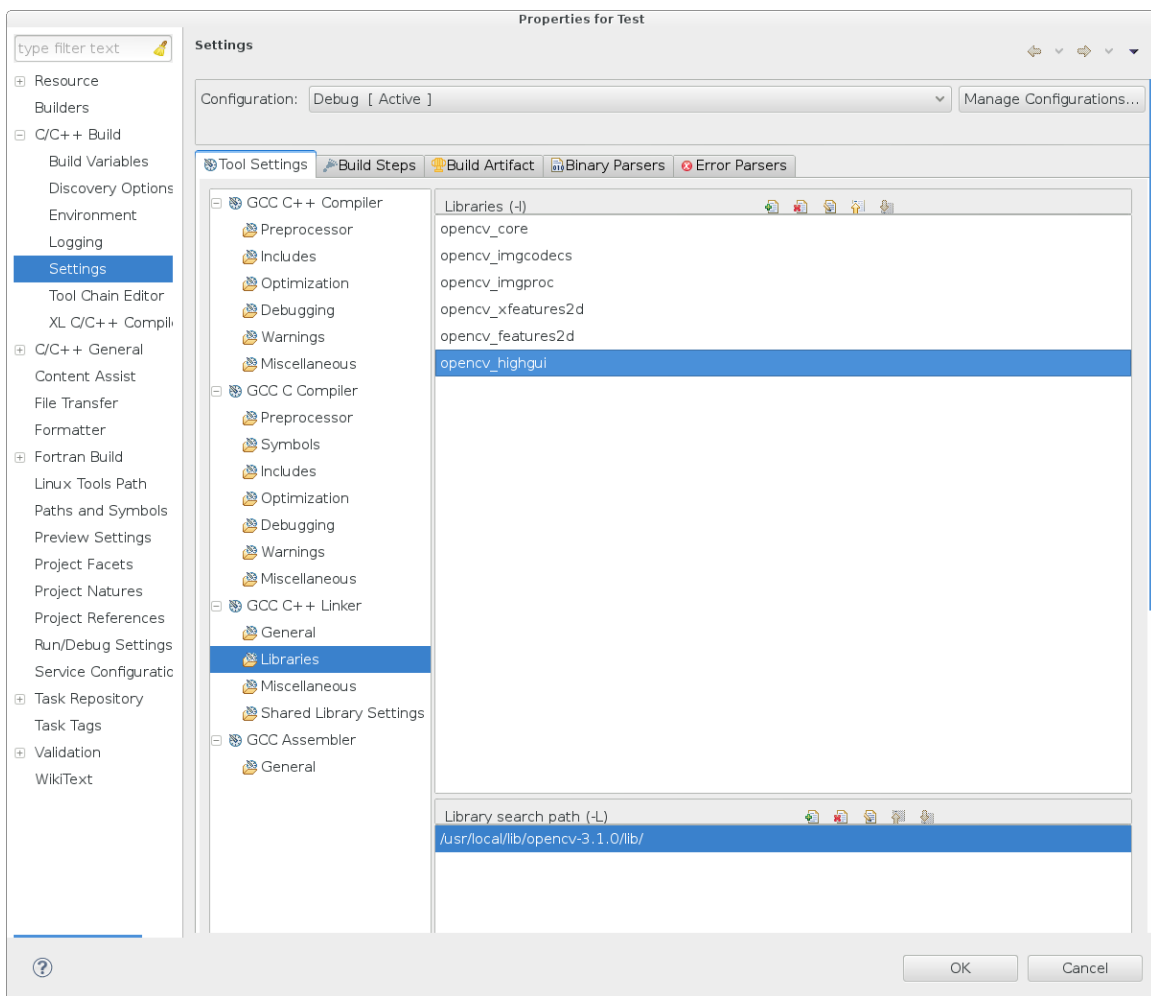 Properties for Test
type filter text
Resource
Builders
C/C++ Build
Build Variables
Discovery Options
Environment
Logging
Settings
Tool Chain Editor
XL C/C++ Compil
C/C++ General
Content Assist
File Transfer
Formatter
Fortran Build
Linux Tools Path
Paths and Symbols
Preview Settings
Project Facets
Project Natures
Project References
Run/Debug Settings
Service Configuratic
Task Repository
Task Tags
Validation
WikiText
Settings
Configuration: Debug [ Active ] Manage Configurations...
Tool Settings Build Steps Build Artifact Binary Parsers Error Parsers
GCC C++ Compiler
Preprocessor
Includes
Optimization
Debugging
Warnings
Miscellaneous
GCC C Compiler
Preprocessor
Symbols
Includes
Optimization
Debugging
Warnings
Miscellaneous
GCC C++ Linker
General
Libraries
Miscellaneous
Shared Library Settings
GCC Assembler
General
Libraries (-l)
opencv_core
opencv_imgcodecs
opencv_imgproc
opencv_xfeatures2d
opencv_features2d
opencv_highgui
Library search path (-L)
/usr/local/lib/opencv-3.1.0/lib/
OK Cancel